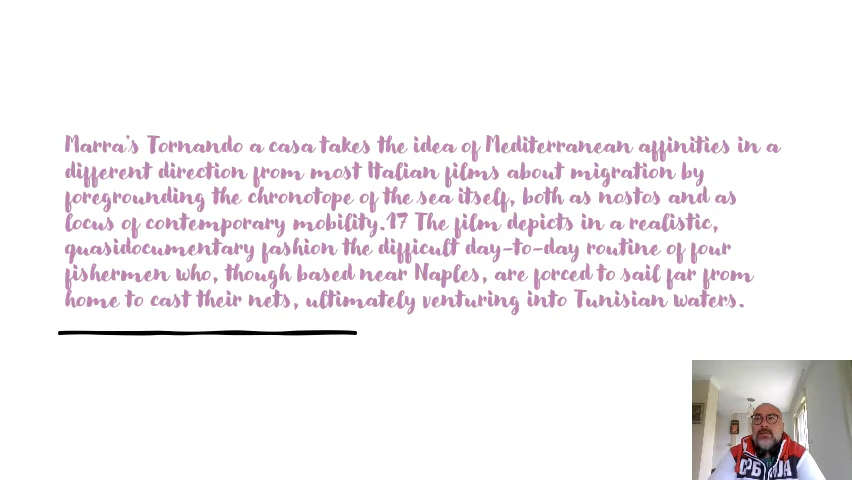 Marra's Tornando a casa takes the idea of Mediterranean affinities in a
different direction from most Italian films about migration by
foregrounding the chronotope of the sea itself, both as nostos and as
locus of contemporary mobility.17 The film depicts in a realistic,
quasidocumentary fashion the difficult day-to-day routine of four
fishermen who, though based near Naples, are forced to sail far from
home to cast their nets, ultimately venturing into Tunisian waters.